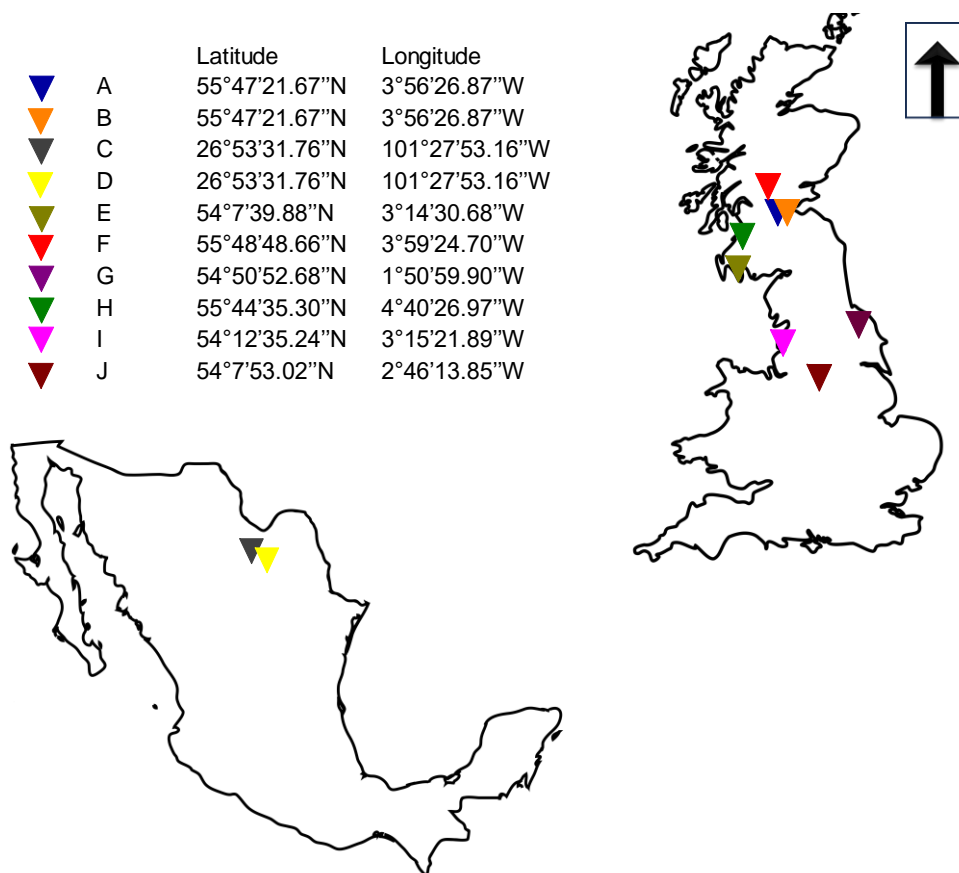 Latitude Longitude
A 55°47’21.67’’N 3°56’26.87’’W
B 55°47’21.67’’N 3°56’26.87’’W
C 26°53’31.76’’N 101°27’53.16’’W
D 26°53’31.76’’N 101°27’53.16’’W
E 54°7’39.88’’N 3°14’30.68’’W
F 55°48’48.66’’N 3°59’24.70’’W
G 54°50’52.68’’N 1°50’59.90’’W
H 55°44’35.30’’N 4°40’26.97’’W
I 54°12’35.24’’N 3°15’21.89’’W
J 54°7’53.02’’N 2°46’13.85’’W